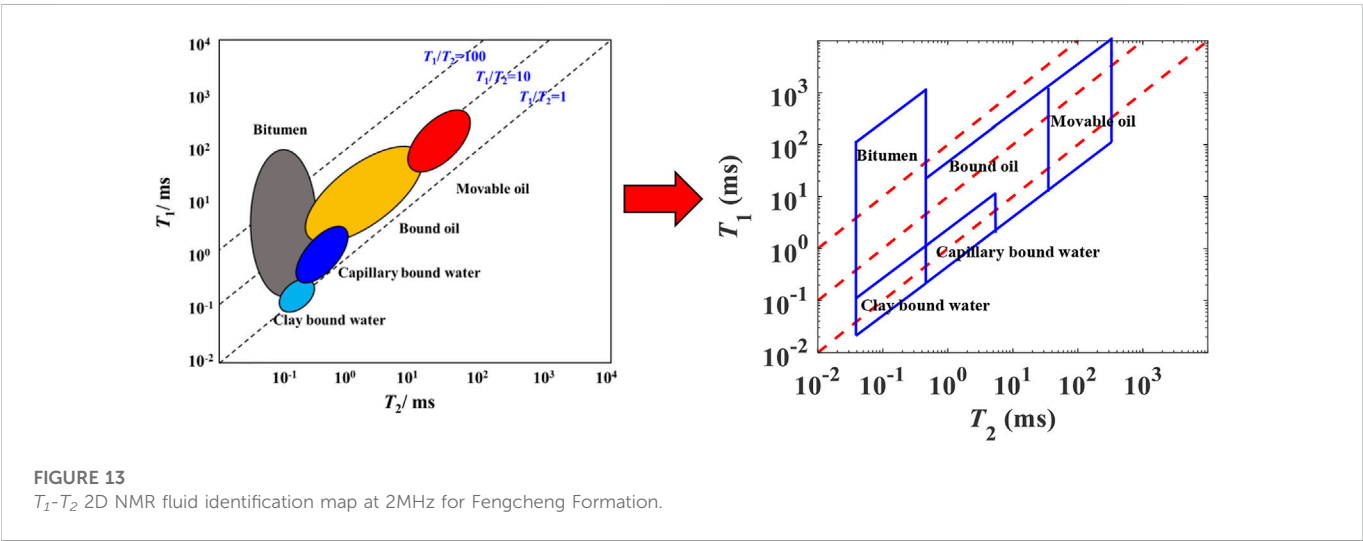 10⁴
10³
10²
10¹
10⁰
10⁻¹
10⁻²
T₁/ ms
T₁/T₂=100
T₁/T₂=10
T₁/T₂=1
Bitumen
Movable oil
Bound oil
Capillary bound water
Clay bound water
10⁻¹ 10⁰ 10¹ 10² 10³ 10⁴
T₂/ ms
10³
10²
10¹
10⁰
10⁻¹
10⁻²
T₁ (ms)
Movable oil
Bitumen
Bound oil
Capillary bound water
Clay bound water
10⁻² 10⁻¹ 10⁰ 10¹ 10² 10³
T₂ (ms)
FIGURE 13
T₁-T₂ 2D NMR fluid identification map at 2MHz for Fengcheng Formation.